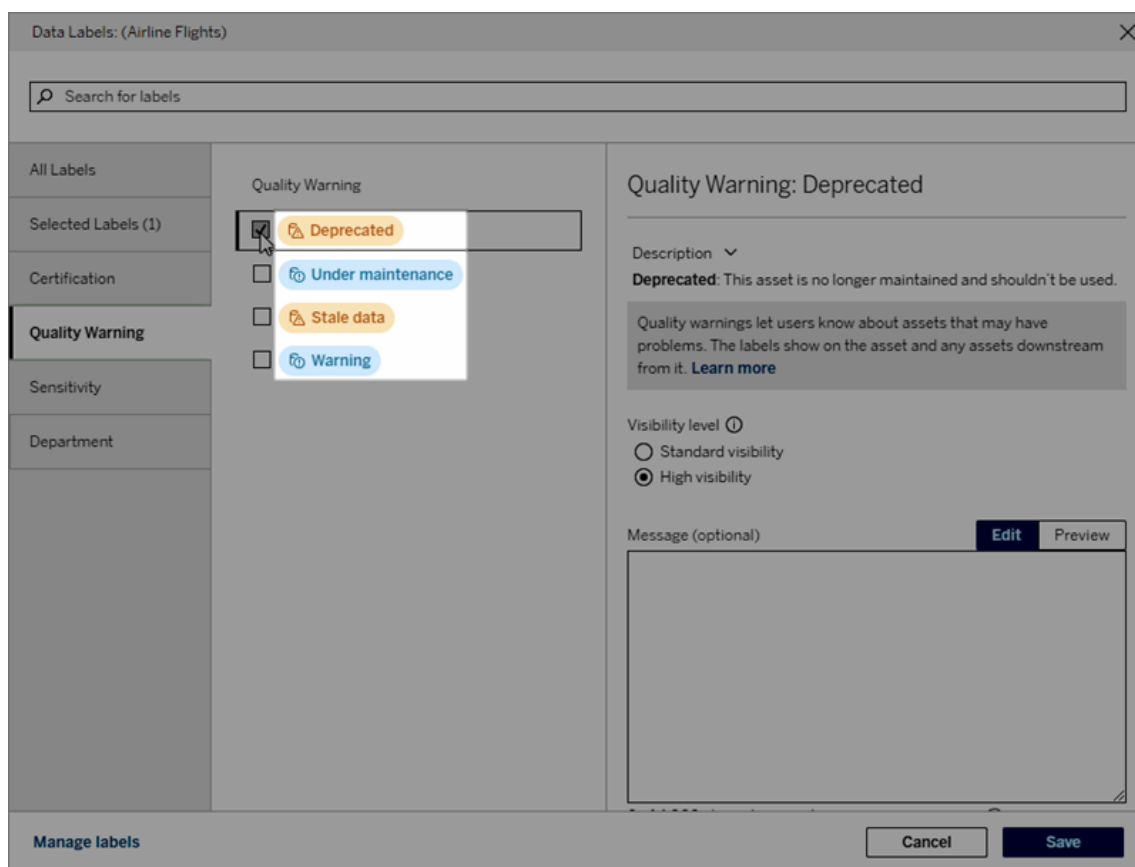 Data Labels: (Airline Flights)
Search for labels
All Labels
Selected Labels (1)
Certification
Quality Warning
Sensitivity
Department
Quality Warning
Deprecated
Under maintenance
Stale data
Warning
Quality Warning: Deprecated
Description
Deprecated: This asset is no longer maintained and shouldn't be used.
Quality warnings let users know about assets that may have
problems. The labels show on the asset and any assets downstream
from it. Learn more
Visibility level
Standard visibility
High visibility
Message (optional)
Edit
Preview
Manage labels
Cancel
Save